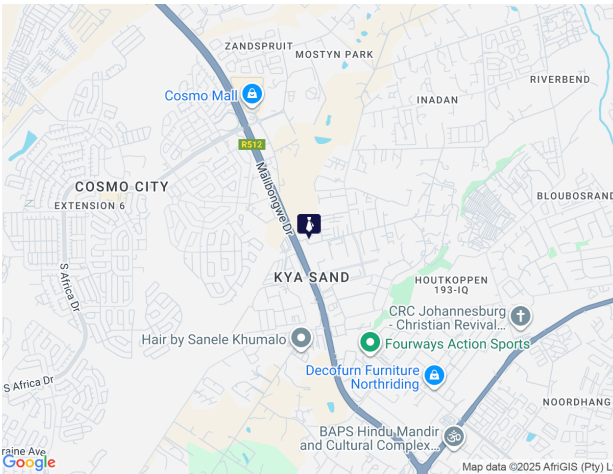 ZANDSPRUIT
MOSTYN PARK
RIVERBEND
Cosmo Mall
INADAN
R512
Malibongwe Dr
COSMO CITY
EXTENSION 6
BLOUBOSRAND
S Africa Dr
KYA SAND
HOUTKOPPEN
193-IQ
CRC Johannesburg
- Christian Revival...
Hair by Sanele Khumalo
Fourways Action Sports
Decofurn Furniture
Northriding
S Africa Dr
NOORDHANG
BAPS Hindu Mandir
and Cultural Complex...
raine Ave
Google
Map data ©2025 AfriGIS (Pty) L